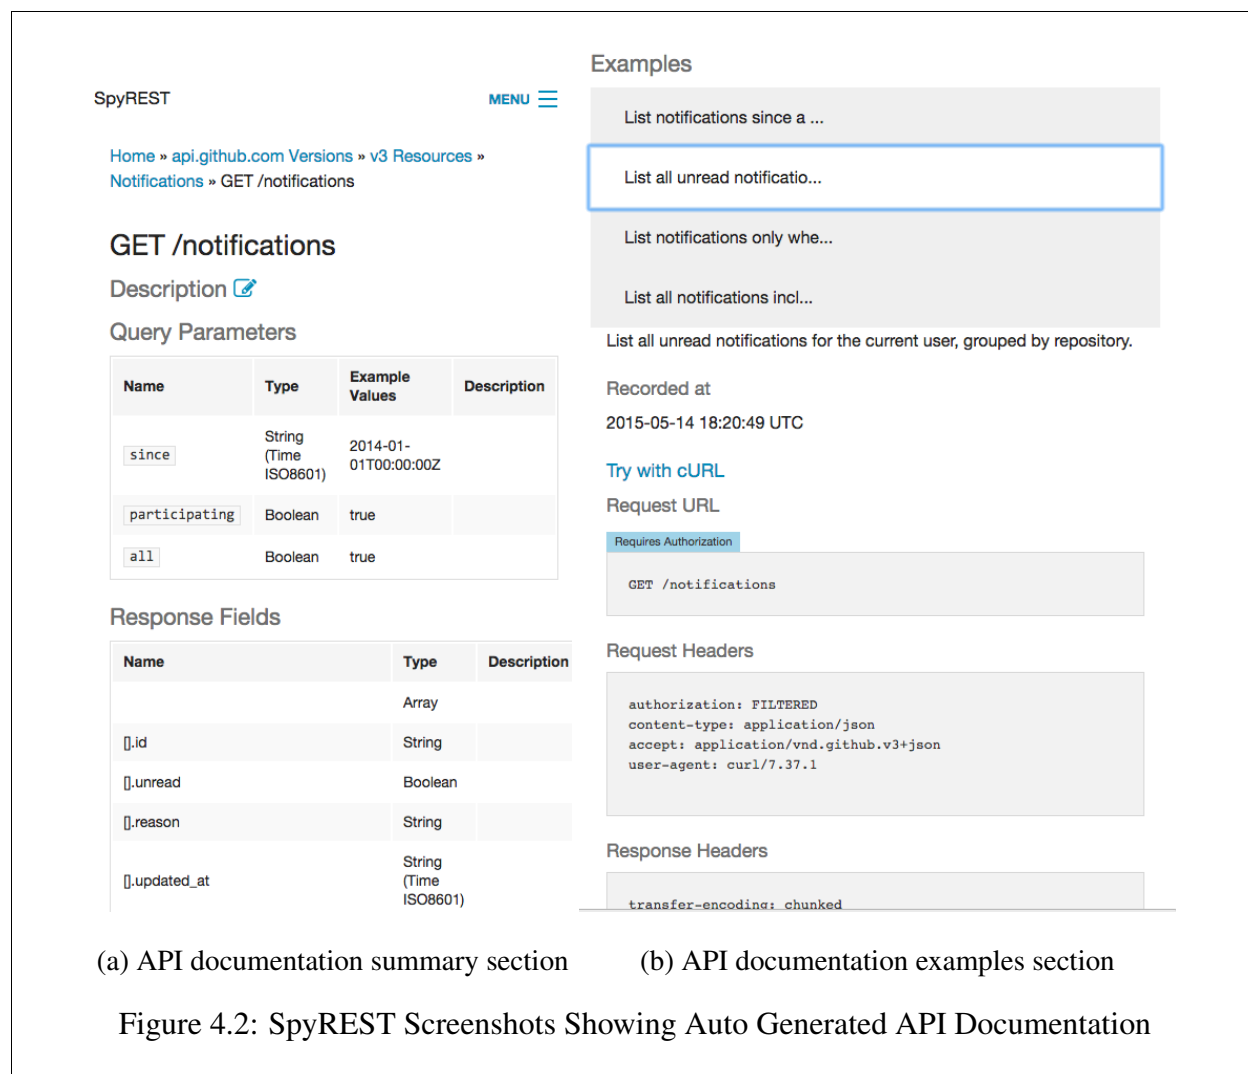 SpyREST
MENU
Home » api.github.com Versions » v3 Resources »
Notifications » GET /notifications
GET /notifications
Description
Query Parameters
Name Type Example Values Description
since String (Time ISO8601) 2014-01-01T00:00:00Z
participating Boolean true
all Boolean true
Response Fields
Name Type Description
Array
[].id String
[].unread Boolean
[].reason String
[].updated_at String (Time ISO8601)
(a) API documentation summary section
Examples
List notifications since a ...
List all unread notificatio...
List notifications only whe...
List all notifications incl...
List all unread notifications for the current user, grouped by repository.
Recorded at
2015-05-14 18:20:49 UTC
Try with cURL
Request URL
Requires Authorization
GET /notifications
Request Headers
authorization: FILTERED
content-type: application/json
accept: application/vnd.github.v3+json
user-agent: curl/7.37.1
Response Headers
transfer-encoding: chunked
(b) API documentation examples section
Figure 4.2: SpyREST Screenshots Showing Auto Generated API Documentation